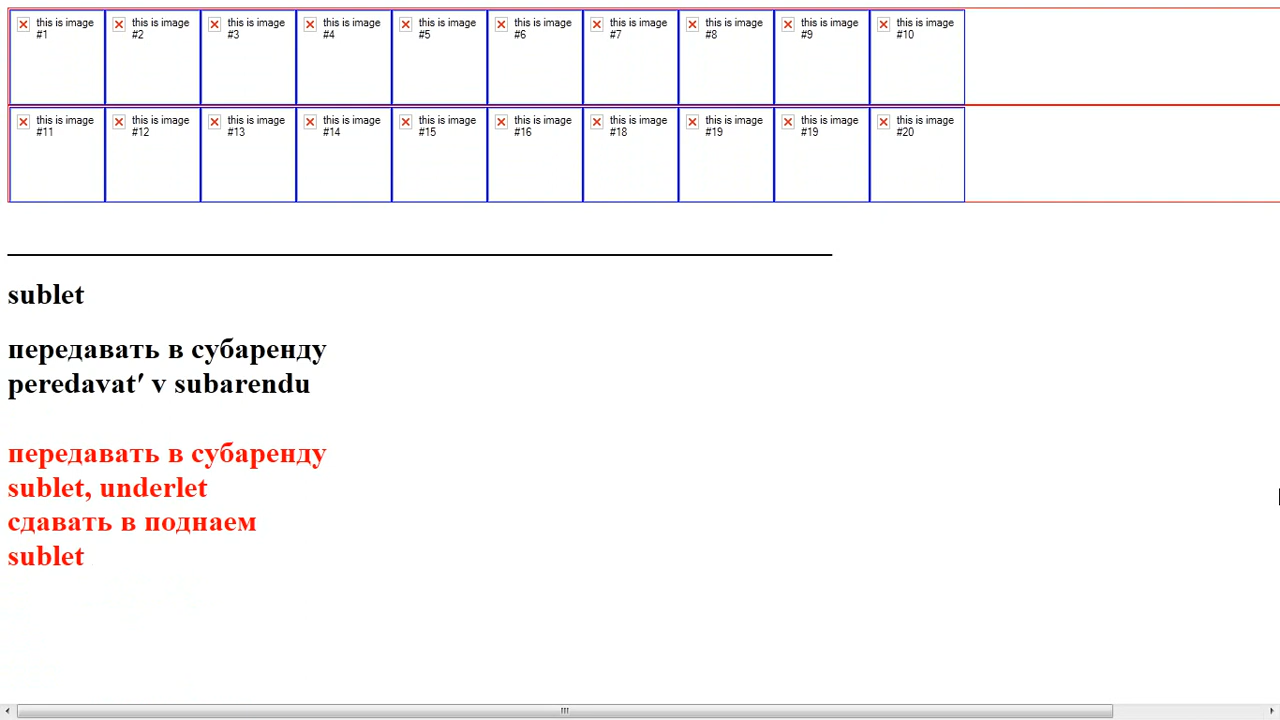 this is image this is image this is image this is image this is image this is image this is image this is image this is image this is image
#1 #2 #3 #4 #5 #6 #7 #8 #9 #10
this is image this is image this is image this is image this is image this is image this is image this is image this is image this is image
#11 #12 #13 #14 #15 #16 #18 #19 #19 #20
sublet
передавать в субаренду
peredavatʹ v subarendu
передавать в субаренду
sublet, underlet
сдавать в поднаем
sublet